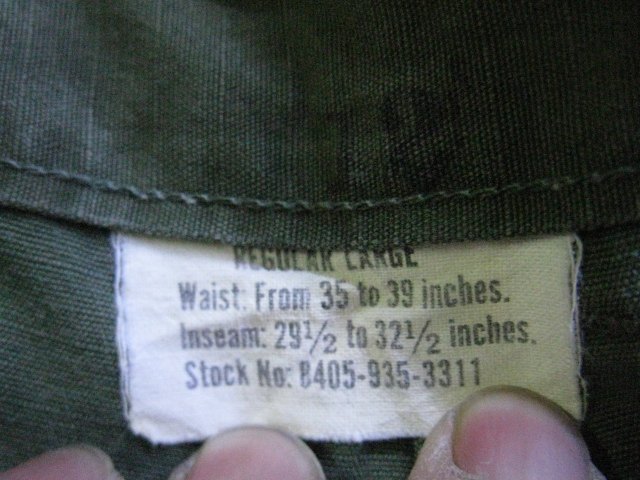 REGULAR LARGE
Waist: From 35 to 39 inches.
Inseam: 29½ to 32½ inches.
Stock No: 8405-935-3311